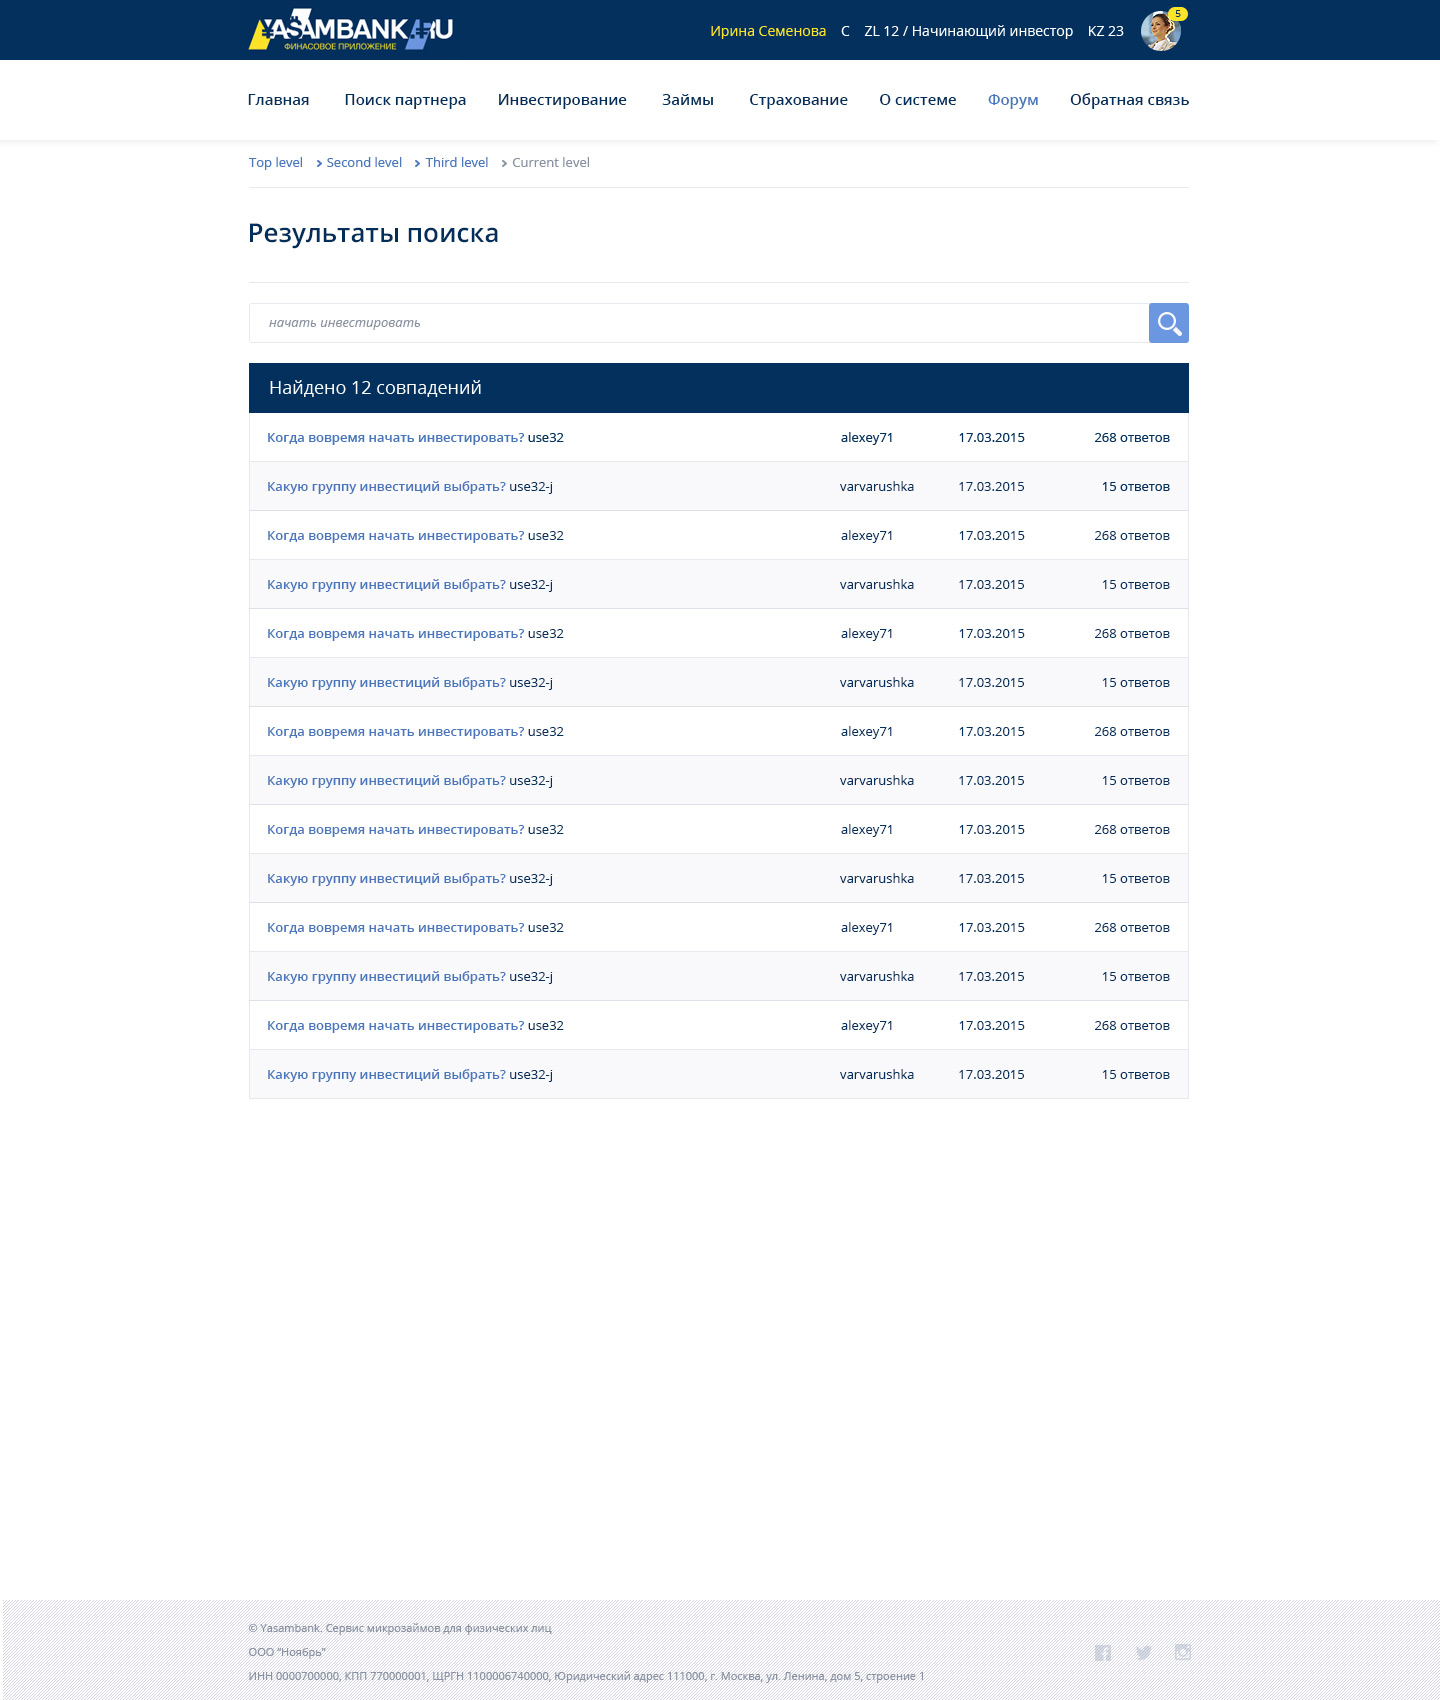 YASAMBANK.RU
ФИНАСОВОЕ ПРИЛОЖЕНИЕ
Ирина Семенова С ZL 12 / Начинающий инвестор KZ 23 5
Главная Поиск партнера Инвестирование Займы Страхование О системе Форум Обратная связь
Top level Second level Third level Current level
Результаты поиска
начать инвестировать
Найдено 12 совпадений
Когда вовремя начать инвестировать? use32 alexey71 17.03.2015 268 ответов
Какую группу инвестиций выбрать? use32-j varvarushka 17.03.2015 15 ответов
Когда вовремя начать инвестировать? use32 alexey71 17.03.2015 268 ответов
Какую группу инвестиций выбрать? use32-j varvarushka 17.03.2015 15 ответов
Когда вовремя начать инвестировать? use32 alexey71 17.03.2015 268 ответов
Какую группу инвестиций выбрать? use32-j varvarushka 17.03.2015 15 ответов
Когда вовремя начать инвестировать? use32 alexey71 17.03.2015 268 ответов
Какую группу инвестиций выбрать? use32-j varvarushka 17.03.2015 15 ответов
Когда вовремя начать инвестировать? use32 alexey71 17.03.2015 268 ответов
Какую группу инвестиций выбрать? use32-j varvarushka 17.03.2015 15 ответов
Когда вовремя начать инвестировать? use32 alexey71 17.03.2015 268 ответов
Какую группу инвестиций выбрать? use32-j varvarushka 17.03.2015 15 ответов
Когда вовремя начать инвестировать? use32 alexey71 17.03.2015 268 ответов
Какую группу инвестиций выбрать? use32-j varvarushka 17.03.2015 15 ответов
© Yasambank. Сервис микрозаймов для физических лиц
ООО “Ноябрь”
ИНН 0000700000, КПП 770000001, ЩРГН 1100006740000, Юридический адрес 111000, г. Москва, ул. Ленина, дом 5, строение 1